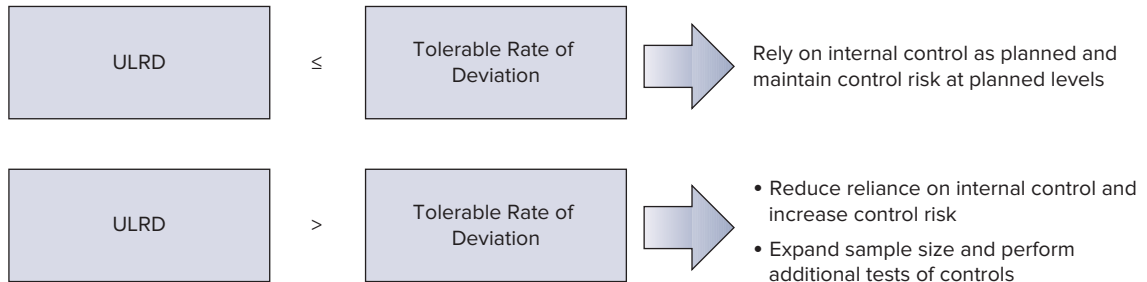 ULRD
≤
Tolerable Rate of
Deviation
Rely on internal control as planned and
maintain control risk at planned levels
ULRD
>
Tolerable Rate of
Deviation
• Reduce reliance on internal control and
increase control risk
• Expand sample size and perform
additional tests of controls